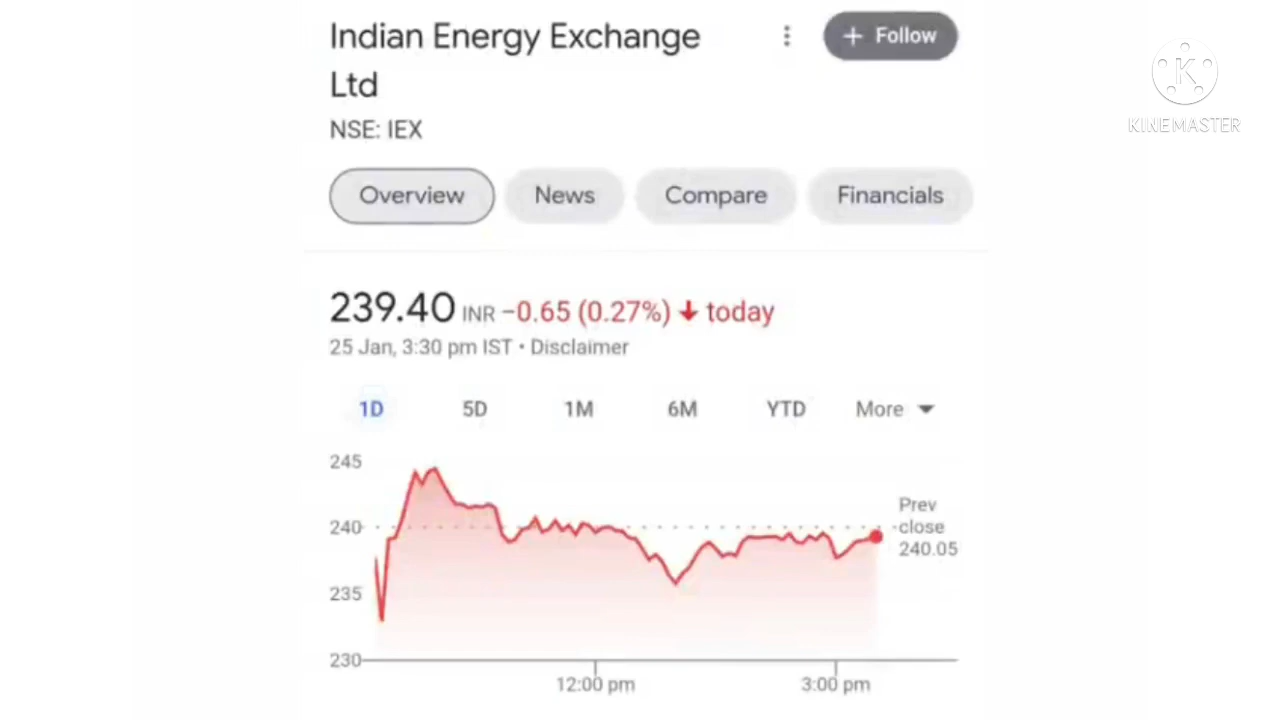 Indian Energy Exchange
Ltd
+ Follow
NSE: IEX
K
KINEMASTER
Overview
News
Compare
Financials
239.40 INR −0.65 (0.27%) ↓ today
25 Jan, 3:30 pm IST • Disclaimer
1D
5D
1M
6M
YTD
More
245
240
235
230
Prev
close
240.05
12:00 pm
3:00 pm